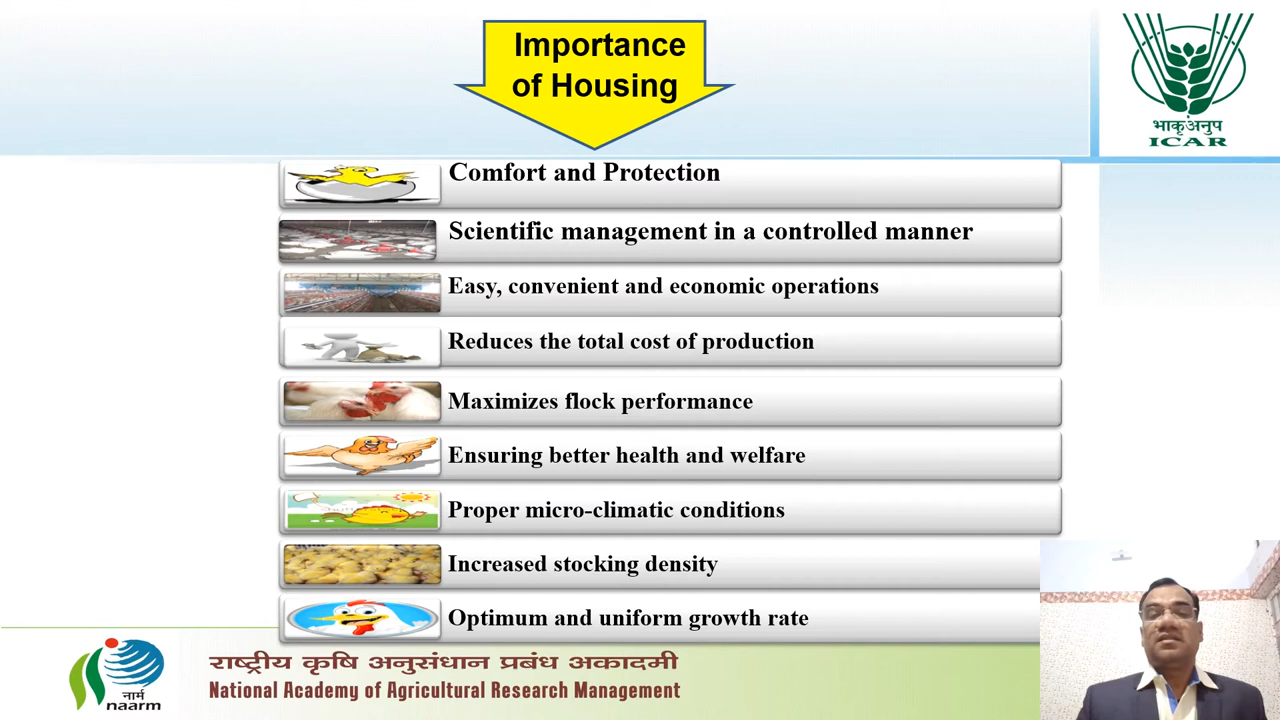 Importance
of Housing
भाकृअनुप
ICAR
Comfort and Protection
Scientific management in a controlled manner
Easy, convenient and economic operations
Reduces the total cost of production
Maximizes flock performance
Ensuring better health and welfare
Proper micro-climatic conditions
Increased stocking density
Optimum and uniform growth rate
नार्म
naarm
राष्ट्रीय कृषि अनुसंधान प्रबंध अकादमी
National Academy of Agricultural Research Management